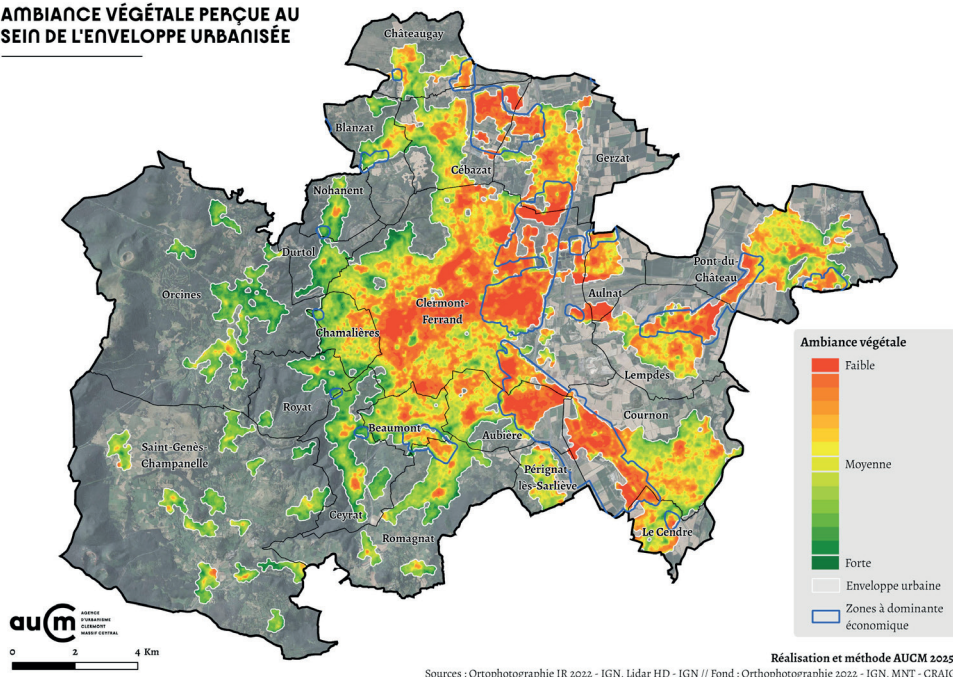 AMBIANCE VÉGÉTALE PERÇUE AU
SEIN DE L'ENVELOPPE URBANISÉE
Châteaugay
Blanzat
Cébazat
Gerzat
Nohanent
Durtol
Orcines
Pont-du-
Château
Aulnat
Clermont-
Ferrand
Chamalières
Lempdes
Royat
Cournon
Beaumont
Aubière
Saint-Genès-
Champanelle
Pérignat
les-Sarliève
Ceyrat
Le Cendre
Romagnat
Ambiance végétale
Faible
Moyenne
Forte
Enveloppe urbaine
Zones à dominante
économique
aucm
AGENCE
D'URBANISME
CLERMONT
MASSIF CENTRAL
0 2 4 Km
Réalisation et méthode AUCM 2025
Sources : Ortophotographie IR 2022 - IGN, Lidar HD - IGN // Fond : Orthophotographie 2022 - IGN, MNT - CRAIG